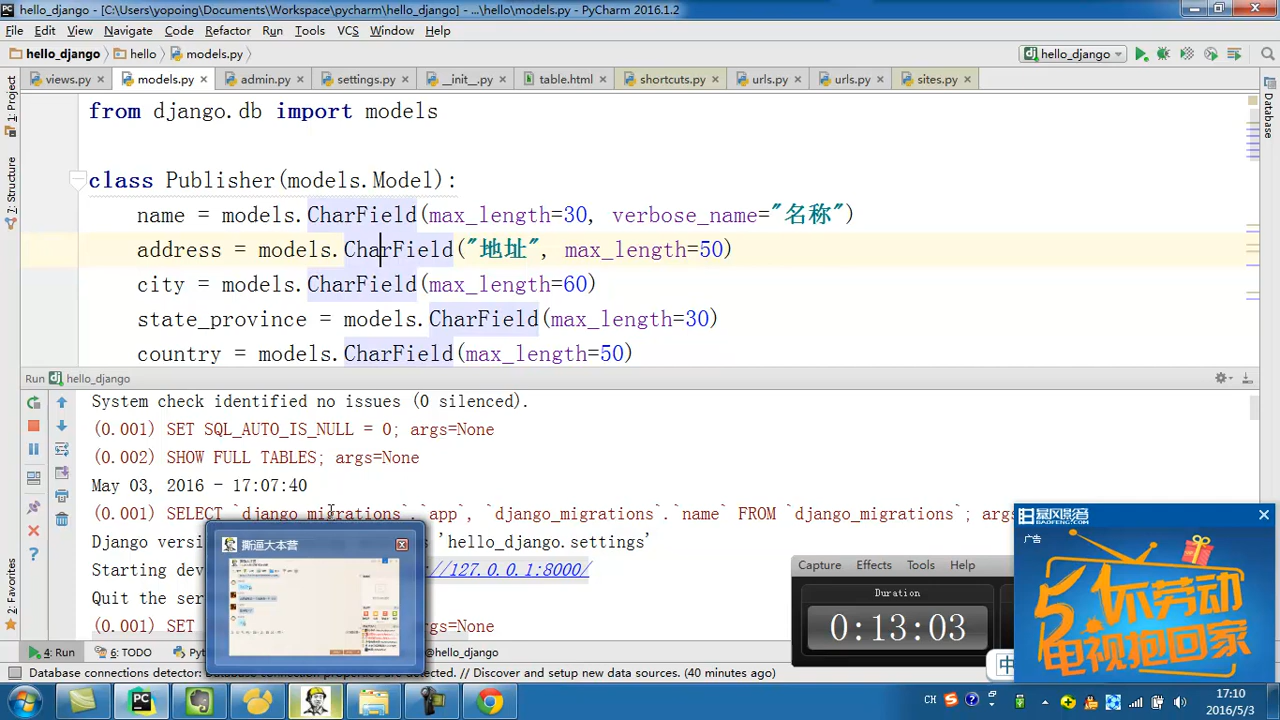 hello_django - [C:\Users\yopoing\Documents\Workspace\pycharm\hello_django] - ...\hello\models.py - PyCharm 2016.1.2
File Edit View Navigate Code Refactor Run Tools VCS Window Help
hello_django hello models.py hello_django
views.py models.py admin.py settings.py __init__.py table.html shortcuts.py urls.py urls.py sites.py
1: Project
7: Structure
2: Favorites
Database
from django.db import models
class Publisher(models.Model):
name = models.CharField(max_length=30, verbose_name="名称")
address = models.CharField("地址", max_length=50)
city = models.CharField(max_length=60)
state_province = models.CharField(max_length=30)
country = models.CharField(max_length=50)
Run hello_django
System check identified no issues (0 silenced).
(0.001) SET SQL_AUTO_IS_NULL = 0; args=None
(0.002) SHOW FULL TABLES; args=None
May 03, 2016 - 17:07:40
(0.001) SELECT `django_migrations`.`app`, `django_migrations`.`name` FROM `django_migrations`; args
Django versi 'hello_django.settings'
Starting dev //127.0.0.1:8000/
Quit the ser
(0.001) SET args=None
撕逼大本营
Capture Effects Tools Help
Duration
0:13:03
暴风影音
BAOFENG.COM
广告
51不劳动
电视抱回家
中
4: Run 6: TODO Py @hello_django
Database connections detector: data sources. // Discover and setup new data sources. (40 minutes ago)
PC
CH
17:10
2016/5/3